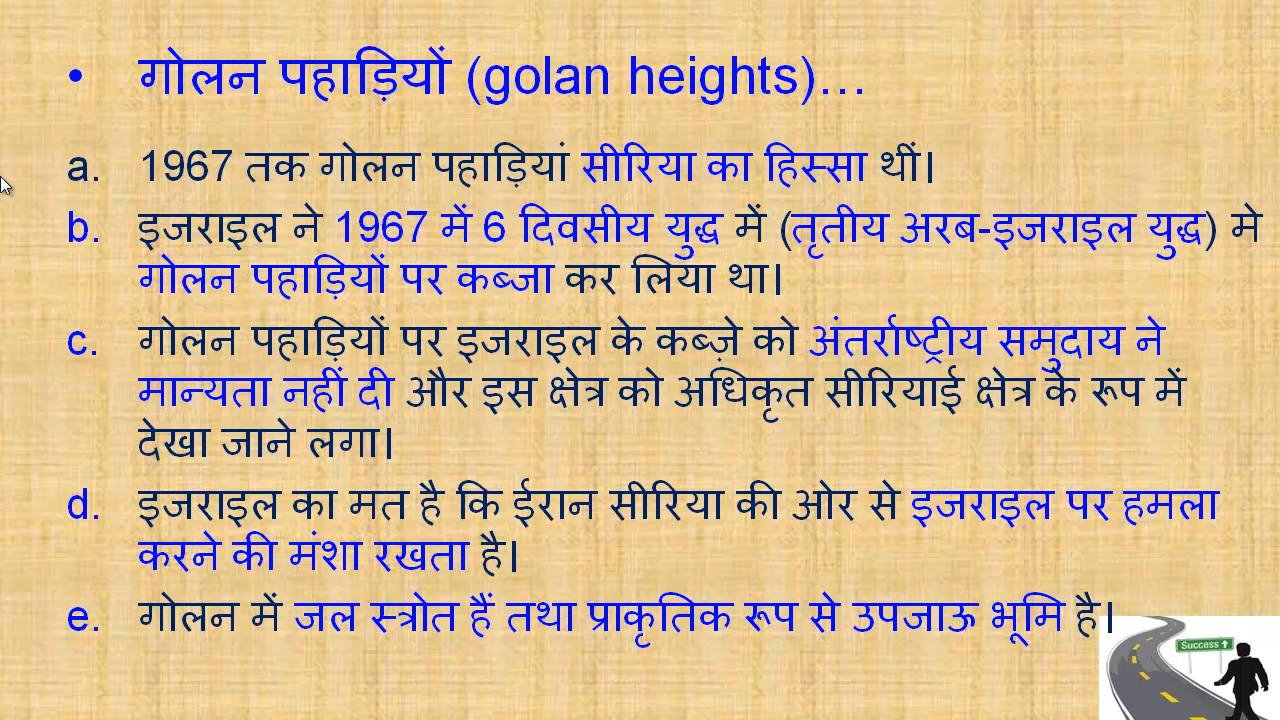 • गोलन पहाड़ियों (golan heights)...
a. 1967 तक गोलन पहाड़ियां सीरिया का हिस्सा थीं।
b. इजराइल ने 1967 में 6 दिवसीय युद्ध में (तृतीय अरब-इजराइल युद्ध) मे
गोलन पहाड़ियों पर कब्जा कर लिया था।
c. गोलन पहाड़ियों पर इजराइल के कब्ज़े को अंतर्राष्ट्रीय समुदाय ने
मान्यता नहीं दी और इस क्षेत्र को अधिकृत सीरियाई क्षेत्र के रूप में
देखा जाने लगा।
d. इजराइल का मत है कि ईरान सीरिया की ओर से इजराइल पर हमला
करने की मंशा रखता है।
e. गोलन में जल स्त्रोत हैं तथा प्राकृतिक रूप से उपजाऊ भूमि है।
Success ↑